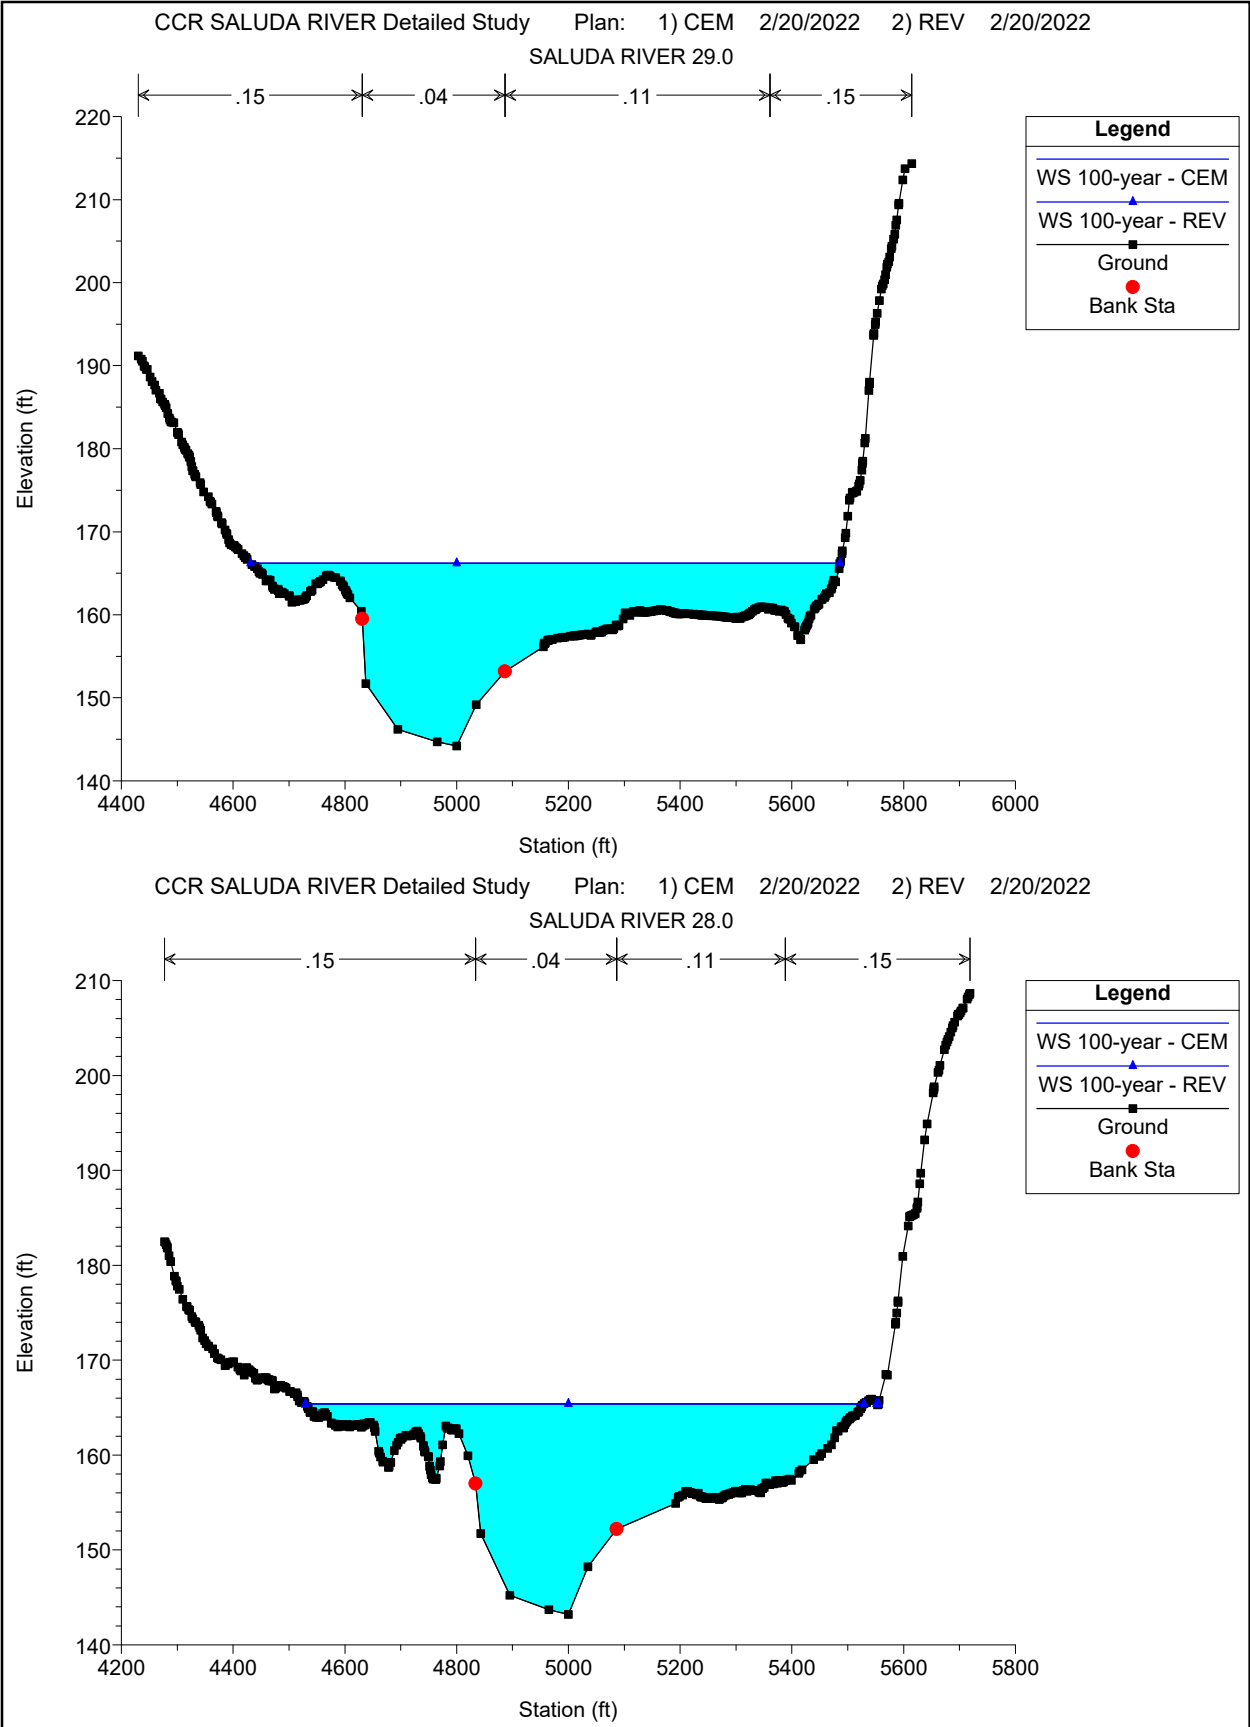 CCR SALUDA RIVER Detailed Study Plan: 1) CEM 2/20/2022 2) REV 2/20/2022
SALUDA RIVER 29.0
.15 .04 .11 .15
220
210
200
190
180
170
160
150
140
Elevation (ft)
4400 4600 4800 5000 5200 5400 5600 5800 6000
Station (ft)
Legend
WS 100-year - CEM
WS 100-year - REV
Ground
Bank Sta
CCR SALUDA RIVER Detailed Study Plan: 1) CEM 2/20/2022 2) REV 2/20/2022
SALUDA RIVER 28.0
.15 .04 .11 .15
210
200
190
180
170
160
150
140
Elevation (ft)
4200 4400 4600 4800 5000 5200 5400 5600 5800
Station (ft)
Legend
WS 100-year - CEM
WS 100-year - REV
Ground
Bank Sta